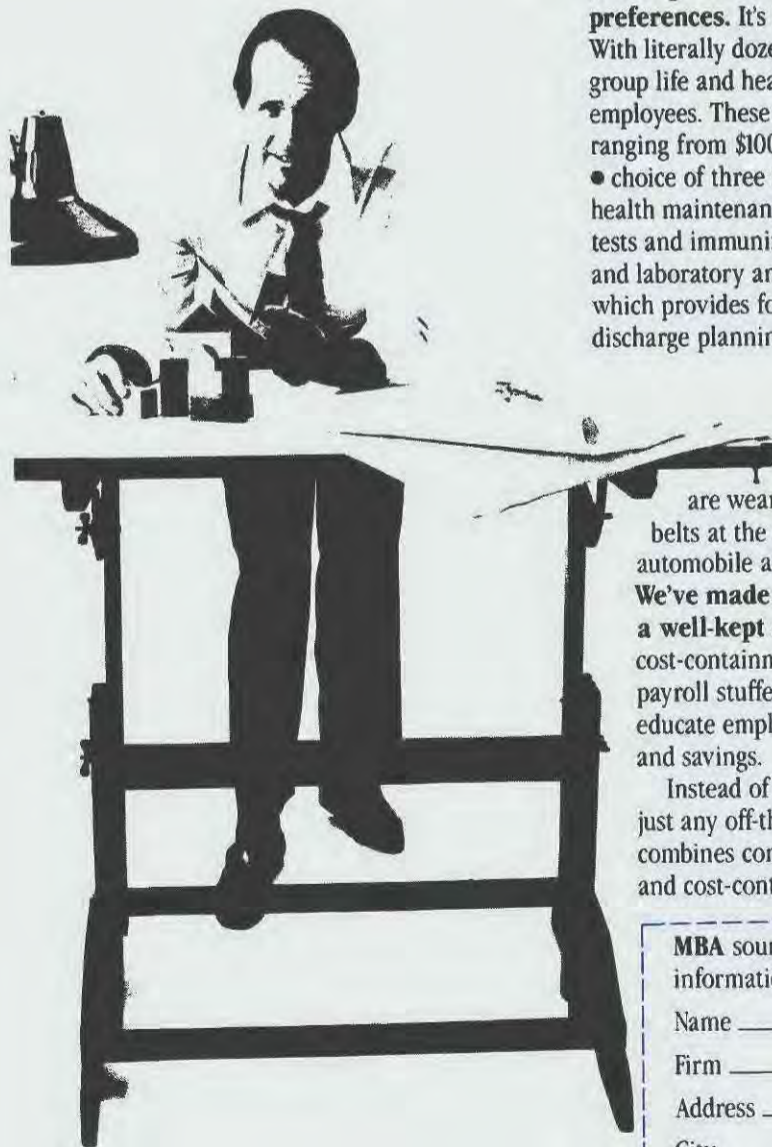 preferences. It's
With literally doze
group life and hea
employees. These
ranging from $100
● choice of three
health maintenan
tests and immuni
and laboratory an
which provides fo
discharge plannin
are wear
belts at the
automobile a
We've made
a well-kept
cost-containm
payroll stuffe
educate empl
and savings.
Instead of
just any off-th
combines con
and cost-cont
MBA soun
informatio
Name
Firm
Address